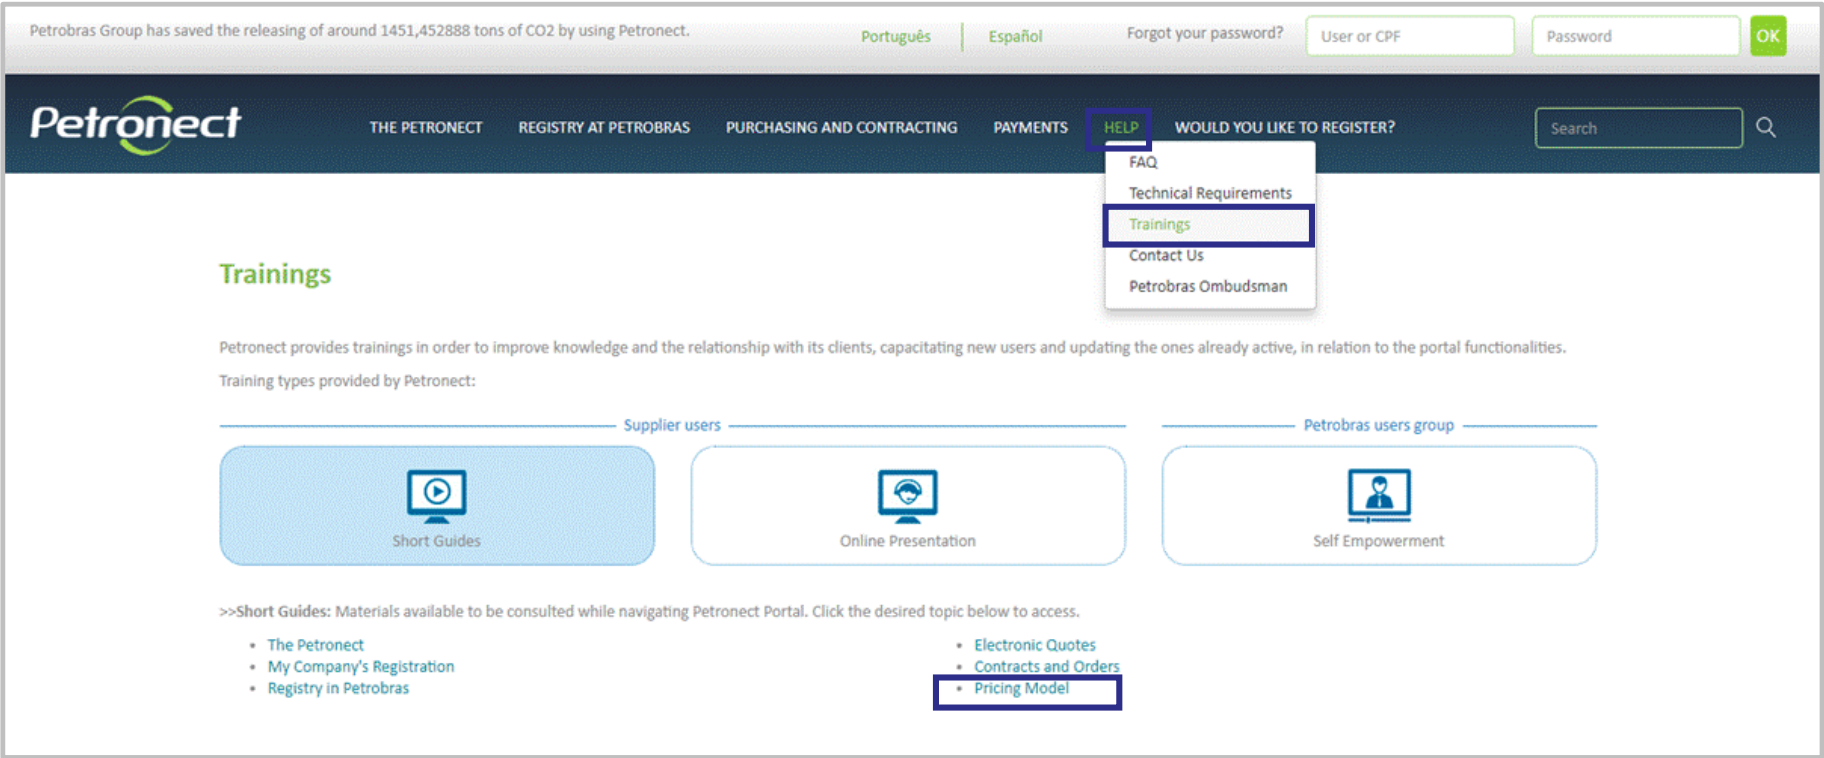 Petrobras Group has saved the releasing of around 1451,452888 tons of CO2 by using Petronect.
Português
Español
Forgot your password?
User or CPF
Password
OK
Petronect
THE PETRONECT
REGISTRY AT PETROBRAS
PURCHASING AND CONTRACTING
PAYMENTS
HELP
WOULD YOU LIKE TO REGISTER?
Search
FAQ
Technical Requirements
Trainings
Contact Us
Petrobras Ombudsman
Trainings
Petronect provides trainings in order to improve knowledge and the relationship with its clients, capacitating new users and updating the ones already active, in relation to the portal functionalities.
Training types provided by Petronect:
Supplier users
Petrobras users group
Short Guides
Online Presentation
Self Empowerment
>>Short Guides: Materials available to be consulted while navigating Petronect Portal. Click the desired topic below to access.
• The Petronect
• My Company's Registration
• Registry in Petrobras
• Electronic Quotes
• Contracts and Orders
• Pricing Model